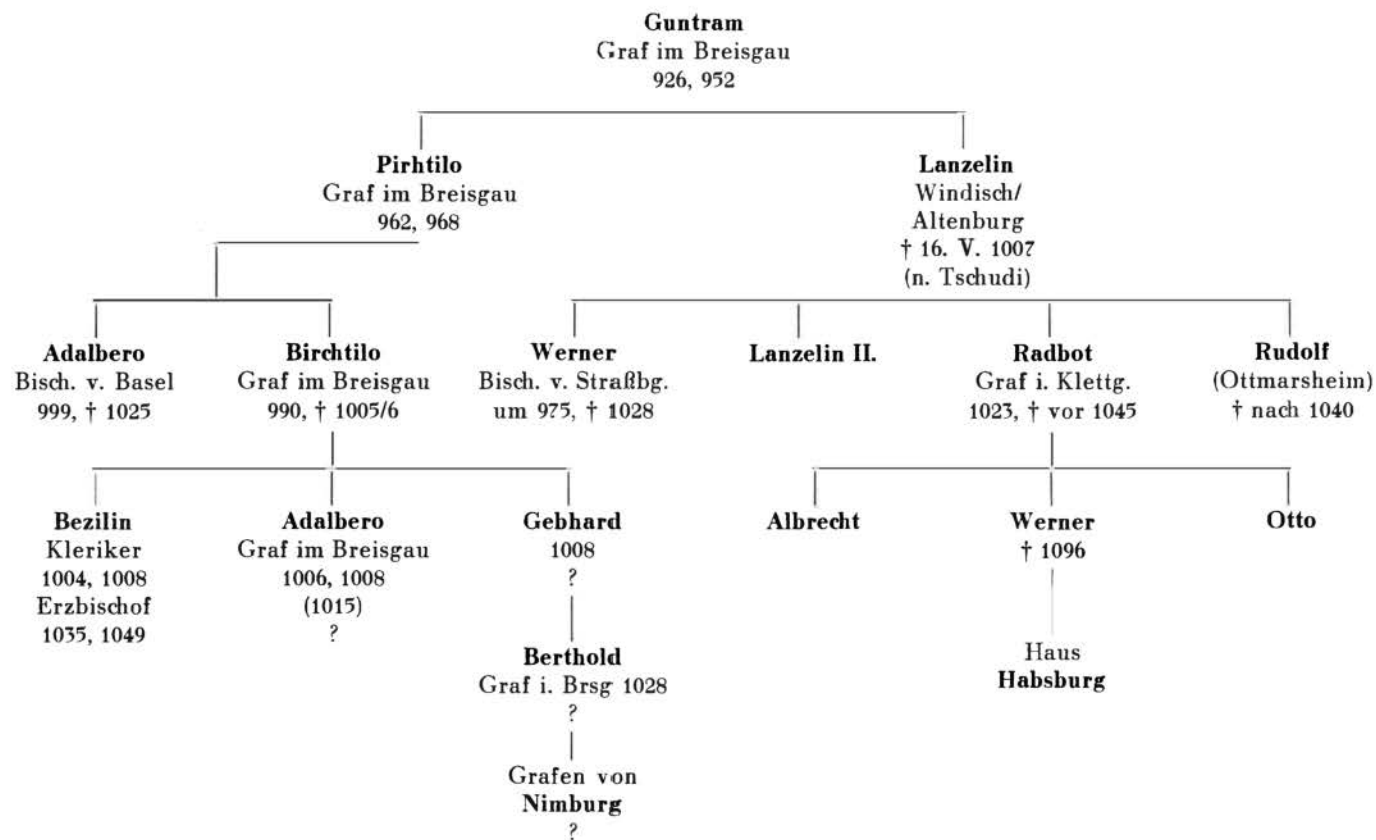 Guntram
Graf im Breisgau
926, 952
Pirhtilo
Graf im Breisgau
962, 968
Lanzelin
Windisch/
Altenburg
† 16. V. 1007
(n. Tschudi)
Adalbero
Bisch. v. Basel
999, † 1025
Birchtilo
Graf im Breisgau
990, † 1005/6
Werner
Bisch. v. Straßbg.
um 975, † 1028
Lanzelin II.
Radbot
Graf i. Klettg.
1023, † vor 1045
Rudolf
(Ottmarsheim)
† nach 1040
Bezilin
Kleriker
1004, 1008
Erzbischof
1035, 1049
Adalbero
Graf im Breisgau
1006, 1008
(1015)
?
Gebhard
1008
?
Berthold
Graf i. Brsg 1028
?
Grafen von
Nimburg
?
Albrecht
Werner
† 1096
Haus
Habsburg
Otto